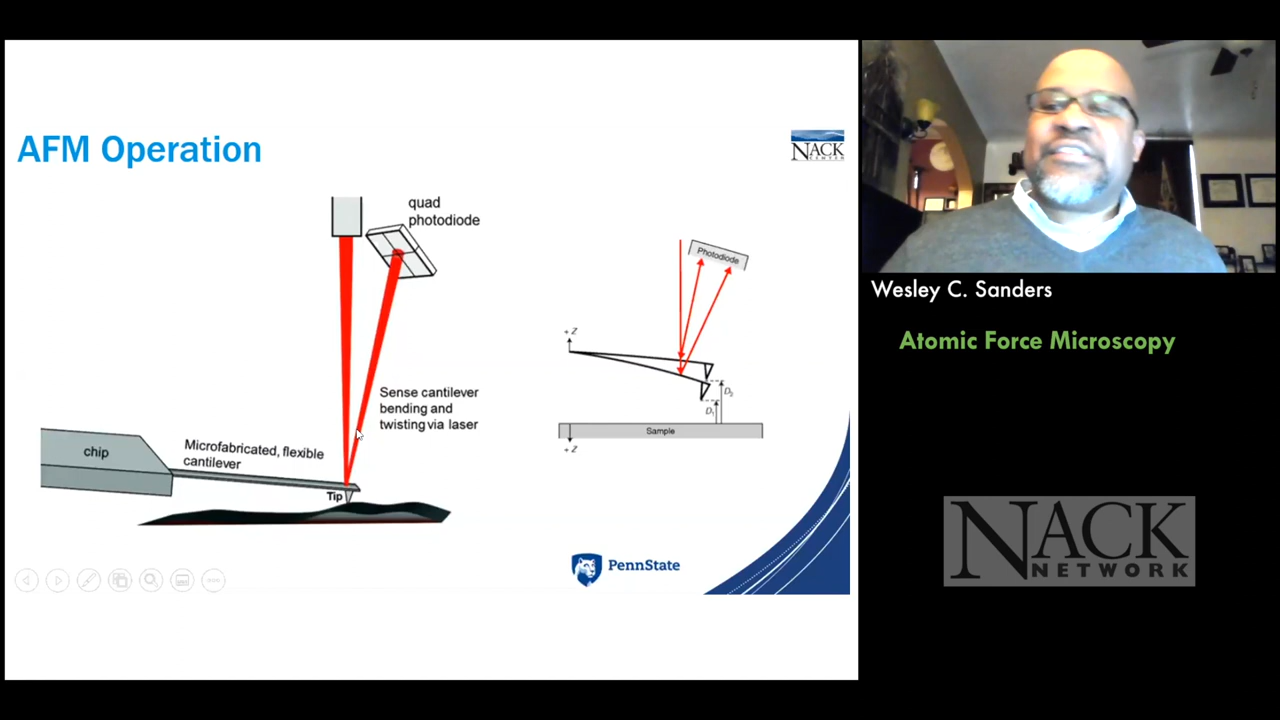 AFM Operation
NACK
CENTER
quad
photodiode
Sense cantilever
bending and
twisting via laser
chip
Microfabricated, flexible
cantilever
Tip
Photodiode
+ Z
D₂
D₁
Sample
+ Z
PennState
Wesley C. Sanders
Atomic Force Microscopy
NACK
NETWORK